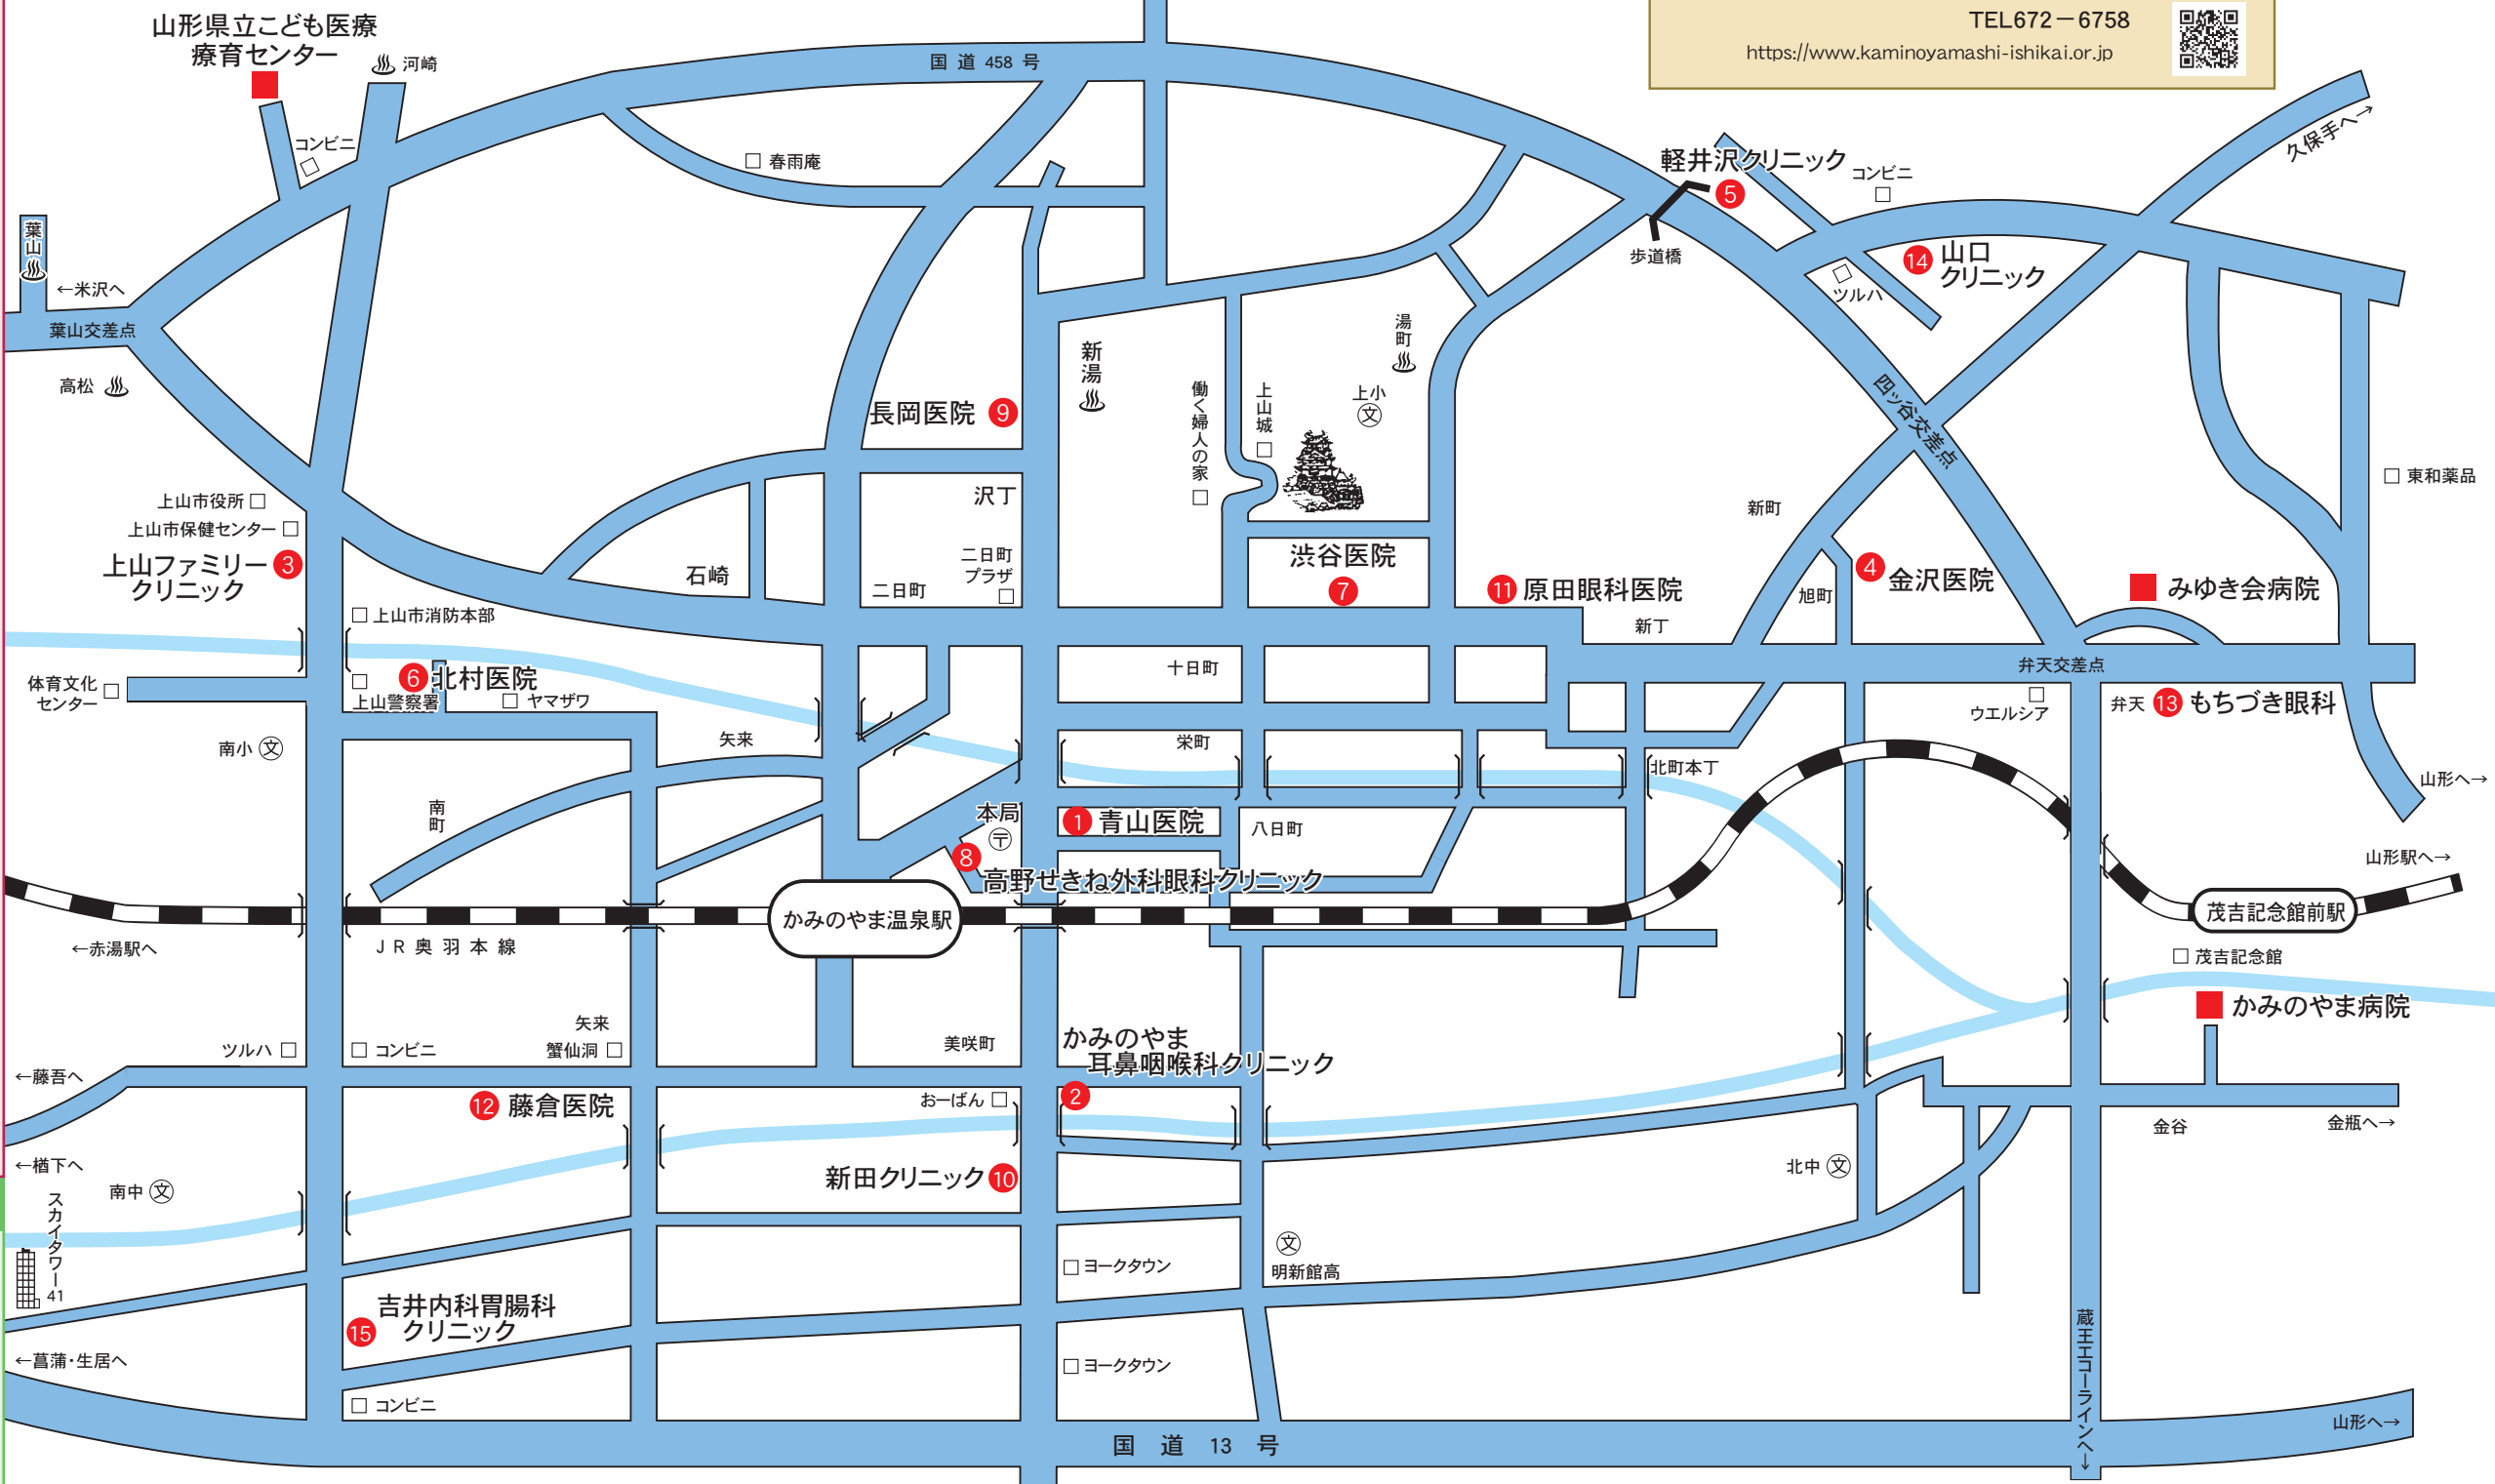 TEL672－6758
https://www.kaminoyamashi-ishikai.or.jp
山形県立こども医療
療育センター
河崎
コンビニ
国道 458 号
春雨庵
軽井沢クリニック
5
コンビニ
久保手へ→
歩道橋
14
山口
クリニック
ツルハ
葉山
←米沢へ
葉山交差点
高松
長岡医院 9
新湯
働く婦人の家
上山城
上小
文
湯町
四ッ谷交差点
東和薬品
上山市役所
上山市保健センター
上山ファミリー 3
クリニック
沢丁
二日町
プラザ
二日町
石崎
渋谷医院
7
11 原田眼科医院
新丁
新町
旭町
4 金沢医院
みゆき会病院
上山市消防本部
体育文化
センター
6 北村医院
上山警察署
ヤマザワ
十日町
弁天交差点
ウエルシア
弁天
13 もちづき眼科
南小 文
矢来
栄町
北町本丁
山形へ→
南町
本局
〒
1 青山医院
八日町
8
高野せきね外科眼科クリニック
山形駅へ→
かみのやま温泉駅
茂吉記念館前駅
←赤湯駅へ
JR奥羽本線
茂吉記念館
かみのやま病院
矢来
蟹仙洞
ツルハ
コンビニ
美咲町
かみのやま
耳鼻咽喉科クリニック
2
←藤吾へ
12 藤倉医院
おーばん
金谷
金瓶へ→
←楢下へ
南中 文
新田クリニック 10
北中 文
スカイタワー41
ヨークタウン
文
明新館高
15
吉井内科胃腸科
クリニック
←菖蒲・生居へ
ヨークタウン
コンビニ
蔵王エコーラインへ→
国道 13 号
山形へ→